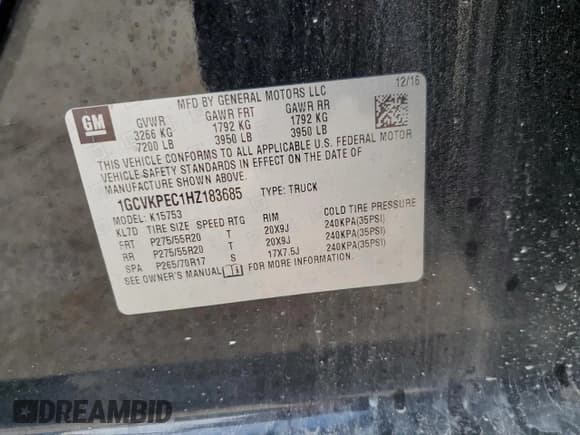 MFD BY GENERAL MOTORS LLC
12/16
GM
GVWR GAWR FRT GAWR RR
3266 KG 1792 KG 1792 KG
7200 LB 3950 LB 3950 LB
THIS VEHICLE CONFORMS TO ALL APPLICABLE U.S. FEDERAL MOTOR
VEHICLE SAFETY STANDARDS IN EFFECT ON THE DATE OF
MANUFACTURE SHOWN ABOVE.
1GCVKPEC1HZ183685 TYPE: TRUCK
MODEL: K15753
KLTD TIRE SIZE SPEED RTG RIM COLD TIRE PRESSURE
FRT P275/55R20 T 20X9J 240KPA(35PSI)
RR P275/55R20 T 20X9J 240KPA(35PSI)
SPA P265/70R17 S 17X7.5J 240KPA(35PSI)
SEE OWNER'S MANUAL FOR MORE INFORMATION.
DREAMBID